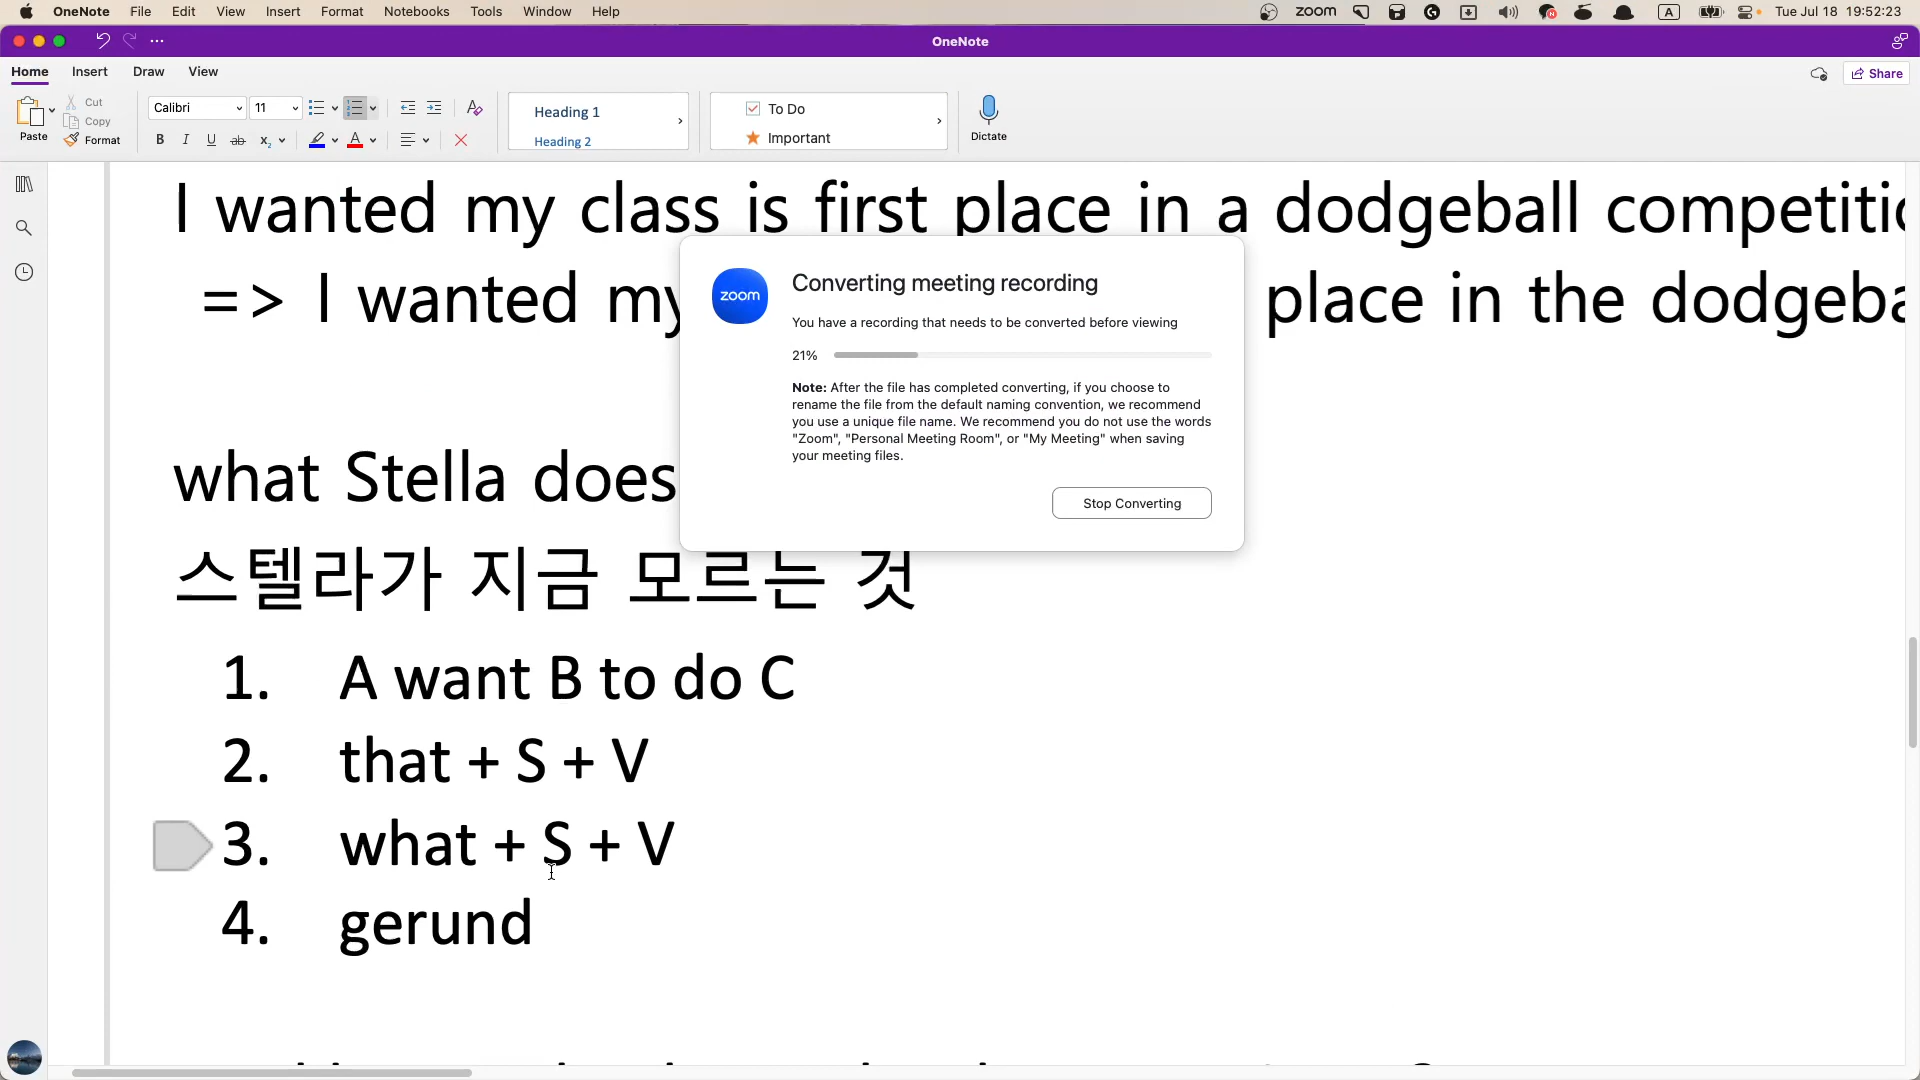 OneNote File Edit View Insert Format Notebooks Tools Window Help
zoom A Tue Jul 18 19:52:23
OneNote
Home Insert Draw View
Share
Paste
Cut
Copy
Format
Calibri 11
B I U ab x2 A
Heading 1
Heading 2
To Do
Important
Dictate
I wanted my class is first place in a dodgeball
=> I wanted my place in the
zoom
Converting meeting recording
You have a recording that needs to be converted before viewing
21%
Note: After the file has completed converting, if you choose to
rename the file from the default naming convention, we recommend
you use a unique file name. We recommend you do not use the words
"Zoom", "Personal Meeting Room", or "My Meeting" when saving
your meeting files.
Stop Converting
what Stella does
스텔라가 지금 모르는 것
1. A want B to do C
2. that + S + V
3. what + S + V
4. gerund